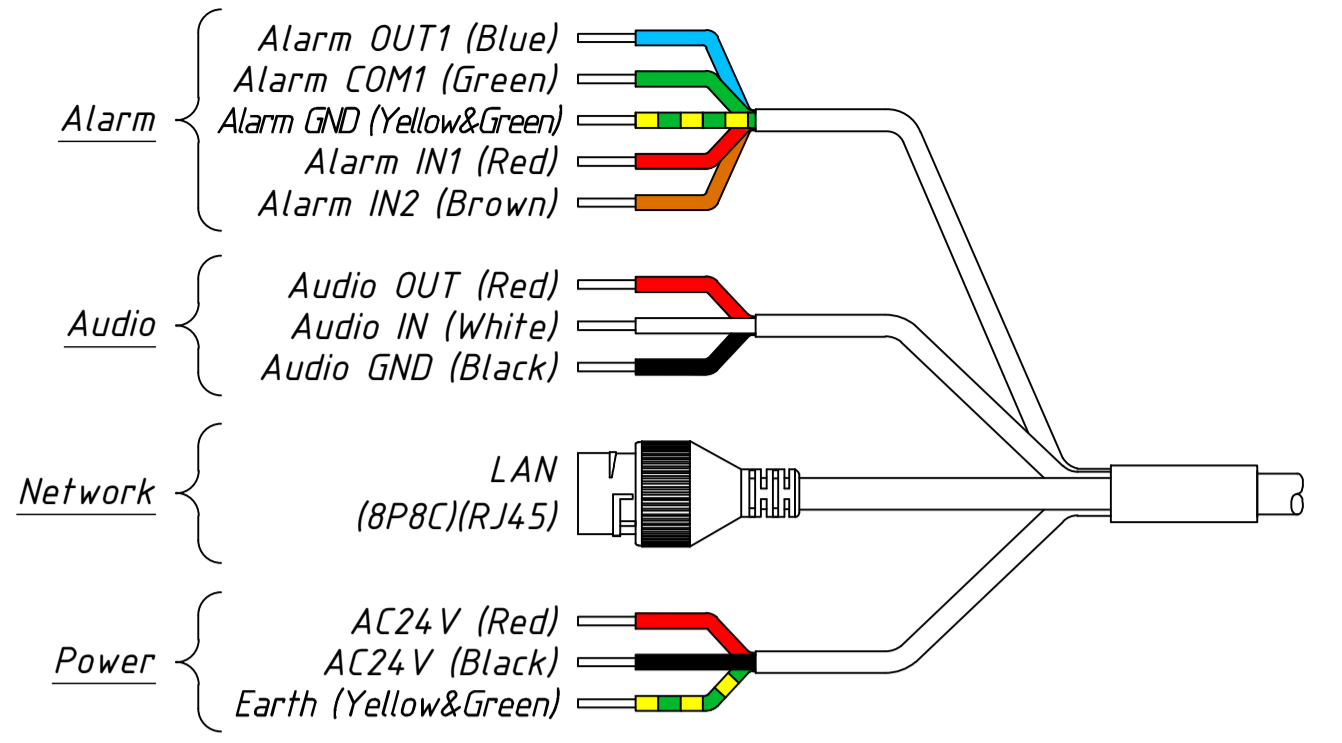 Alarm
Alarm OUT1 (Blue)
Alarm COM1 (Green)
Alarm GND (Yellow&Green)
Alarm IN1 (Red)
Alarm IN2 (Brown)
Audio
Audio OUT (Red)
Audio IN (White)
Audio GND (Black)
Network
LAN
(8P8C)(RJ45)
Power
AC24V (Red)
AC24V (Black)
Earth (Yellow&Green)